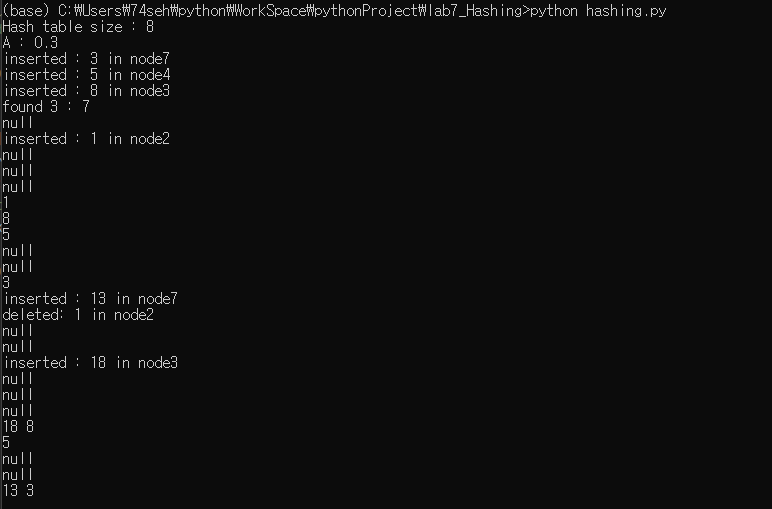 (base) C:₩Users₩74seh₩python₩WorkSpace₩pythonProject₩lab7_Hashing>python hashing.py
Hash table size : 8
A : 0.3
inserted : 3 in node7
inserted : 5 in node4
inserted : 8 in node3
found 3 : 7
null
inserted : 1 in node2
null
null
null
1
8
5
null
null
3
inserted : 13 in node7
deleted: 1 in node2
null
null
inserted : 18 in node3
null
null
null
18 8
5
null
null
13 3